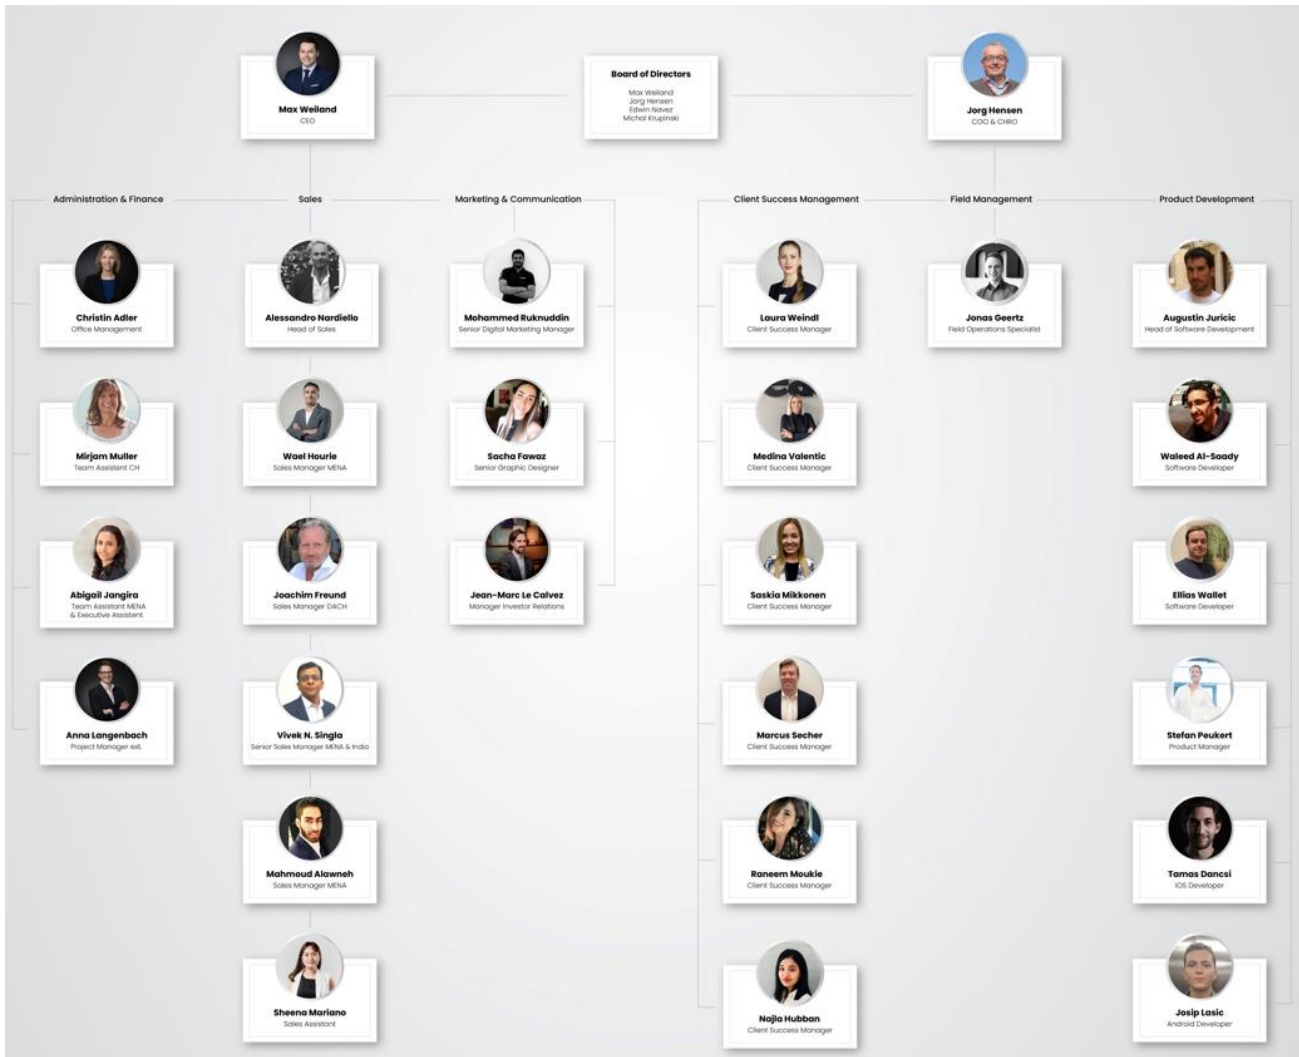 Max Weiland
CEO
Board of Directors
Max Weiland
Jorg Hensen
Edwin Navez
Michal Krupinski
Jorg Hensen
COO & CHRO
Administration & Finance
Sales
Marketing & Communication
Client Success Management
Field Management
Product Development
Christin Adler
Office Management
Alessandro Nardiello
Head of Sales
Mohammed Ruknuddin
Senior Digital Marketing Manager
Laura Weindl
Client Success Manager
Jonas Geertz
Field Operations Specialist
Augustin Juricic
Head of Software Development
Mirjam Muller
Team Assistent CH
Wael Hourie
Sales Manager MENA
Sacha Fawaz
Senior Graphic Designer
Medina Valentic
Client Success Manager
Waleed Al-Saady
Software Developer
Abigail Jangira
Team Assistant MENA
& Executive Assistent
Joachim Freund
Sales Manager DACH
Jean-Marc Le Calvez
Manager Investor Relations
Saskia Mikkonen
Client Success Manager
Ellias Wallet
Software Developer
Anna Langenbach
Project Manager ext.
Vivek N. Singla
Senior Sales Manager MENA & India
Marcus Secher
Client Success Manager
Stefan Peukert
Product Manager
Mahmoud Alawneh
Sales Manager MENA
Raneem Moukie
Client Success Manager
Tamas Dancsi
IOS Developer
Sheena Mariano
Sales Assistant
Najla Hubban
Client Success Manager
Josip Lasic
Android Developer